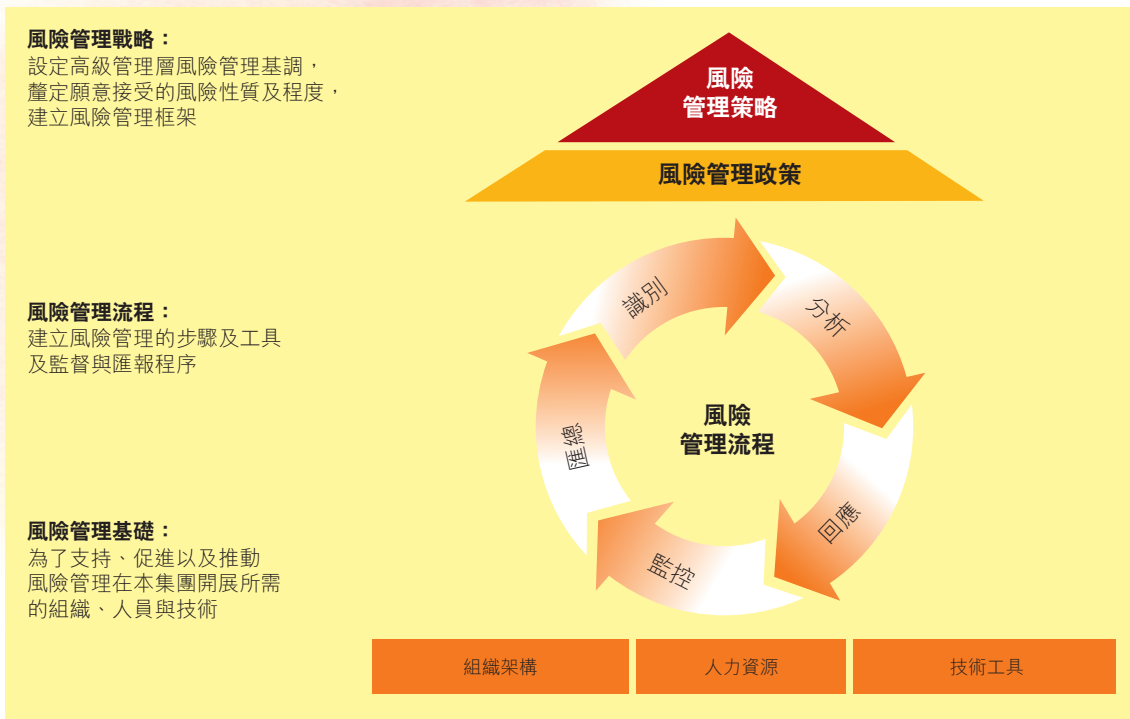 風險管理戰略：
設定高級管理層風險管理基調，
釐定願意接受的風險性質及程度，
建立風險管理框架
風險
管理策略
風險管理政策
風險管理流程：
建立風險管理的步驟及工具
及監督與匯報程序
識別
分析
回應
監控
匯總
風險
管理流程
風險管理基礎：
為了支持、促進以及推動
風險管理在本集團開展所需
的組織、人員與技術
組織架構
人力資源
技術工具